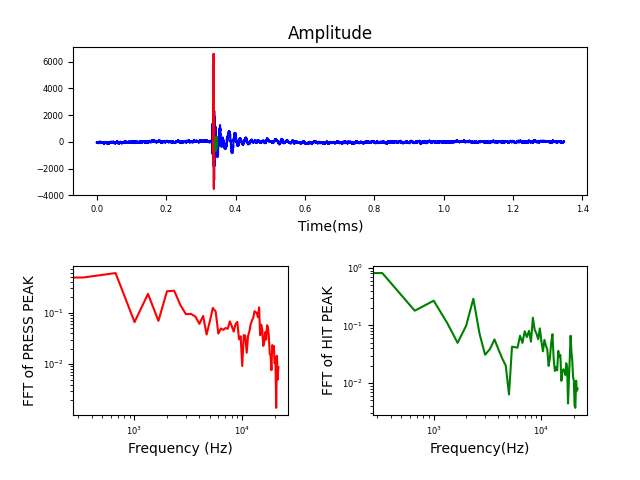 Amplitude
6000
4000
2000
0
−2000
−4000
0.0 0.2 0.4 0.6 0.8 1.0 1.2 1.4
Time(ms)
FFT of PRESS PEAK
10⁻¹
10⁻²
10³ 10⁴
Frequency (Hz)
FFT of HIT PEAK
10⁰
10⁻¹
10⁻²
10³ 10⁴
Frequency(Hz)